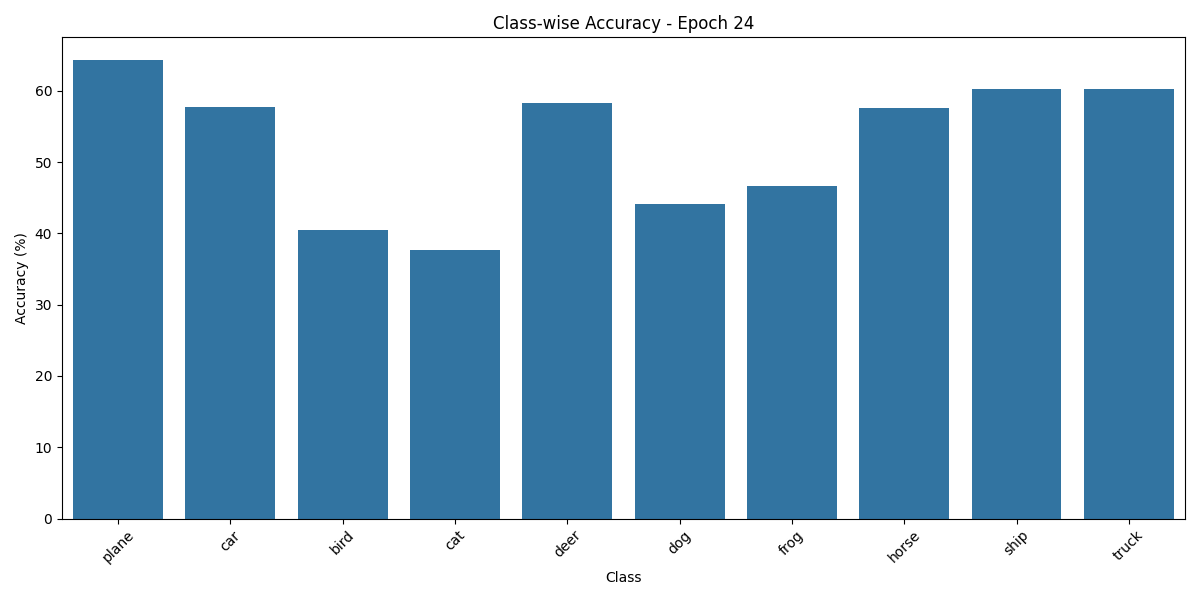 Class-wise Accuracy - Epoch 24
Accuracy (%)
60
50
40
30
20
10
0
plane
car
bird
cat
deer
dog
frog
horse
ship
truck
Class